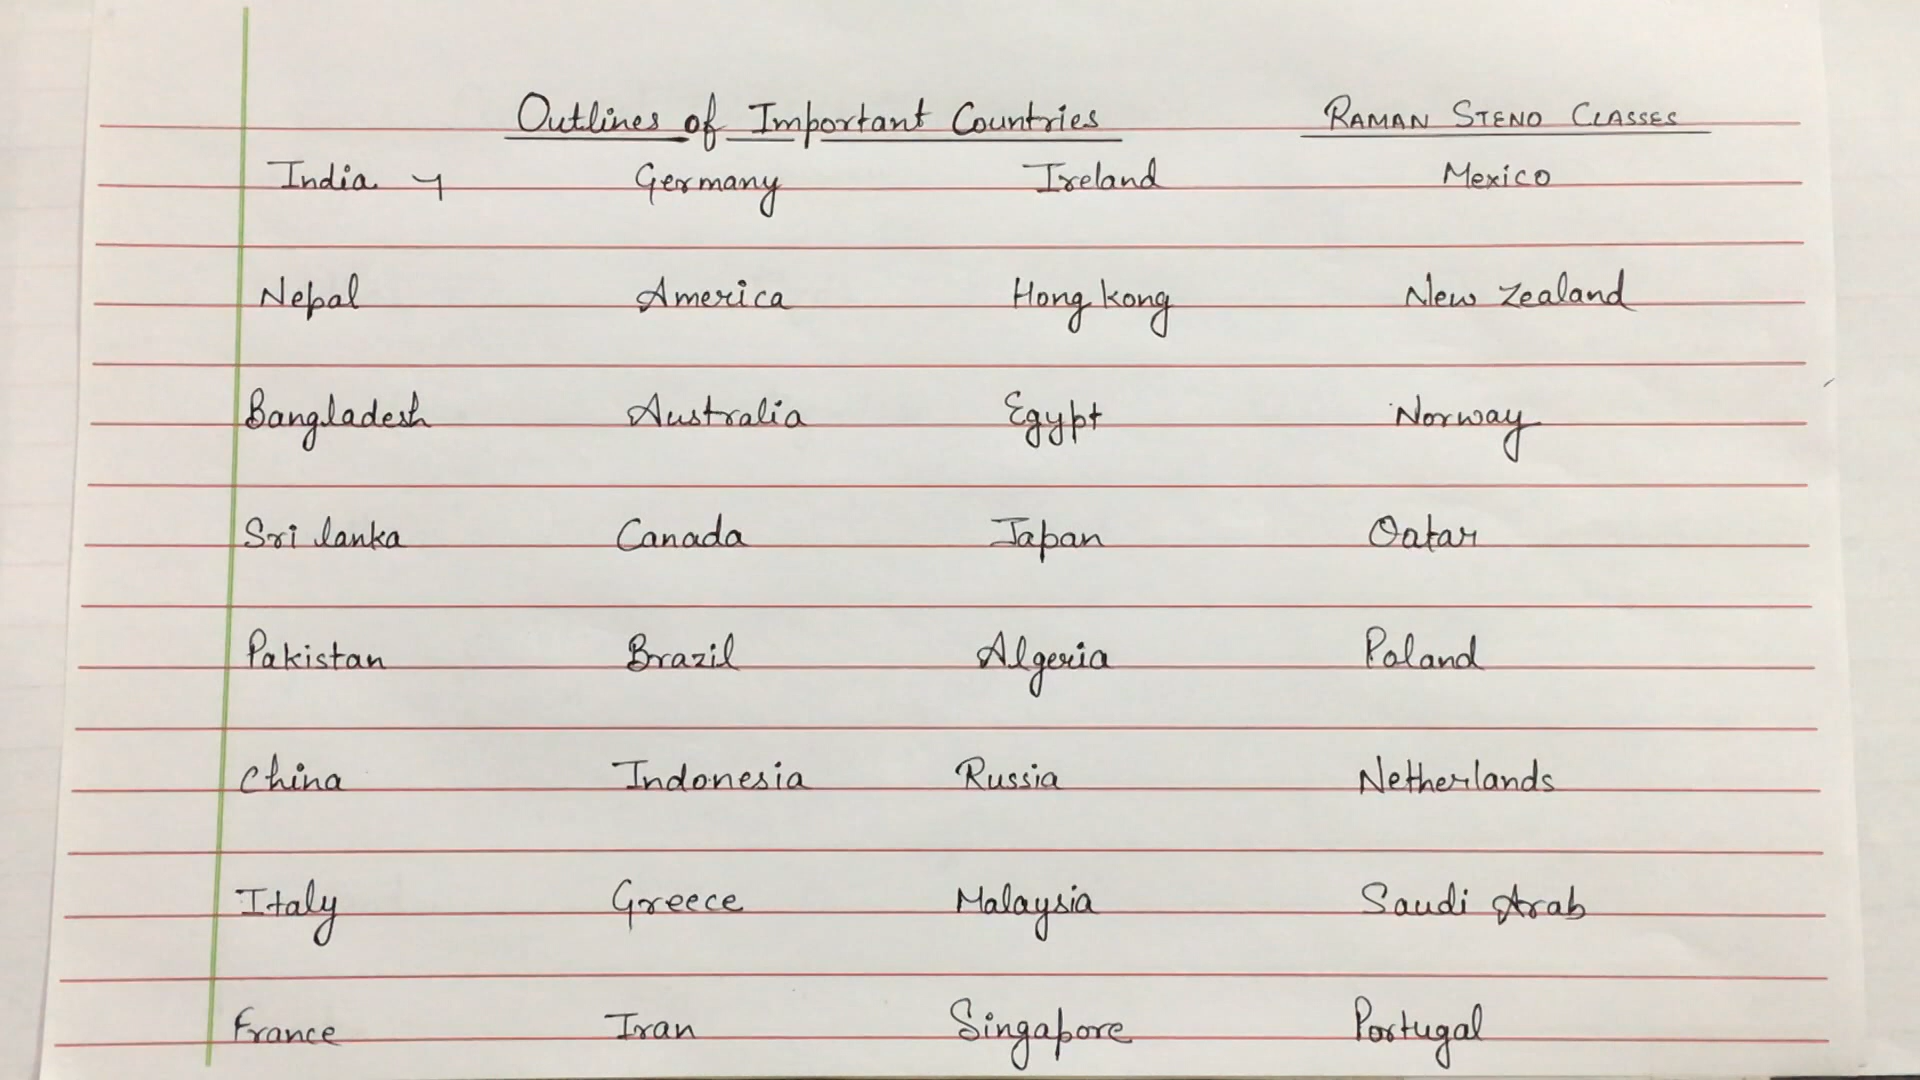 Outlines of Important Countries RAMAN STENO CLASSES
India Germany Ireland Mexico
Nepal America Hong kong New Zealand
Bangladesh Australia Egypt Norway
Sri lanka Canada Japan Qatar
Pakistan Brazil Algeria Poland
China Indonesia Russia Netherlands
Italy Greece Malaysia Saudi Arab
France Iran Singapore Portugal